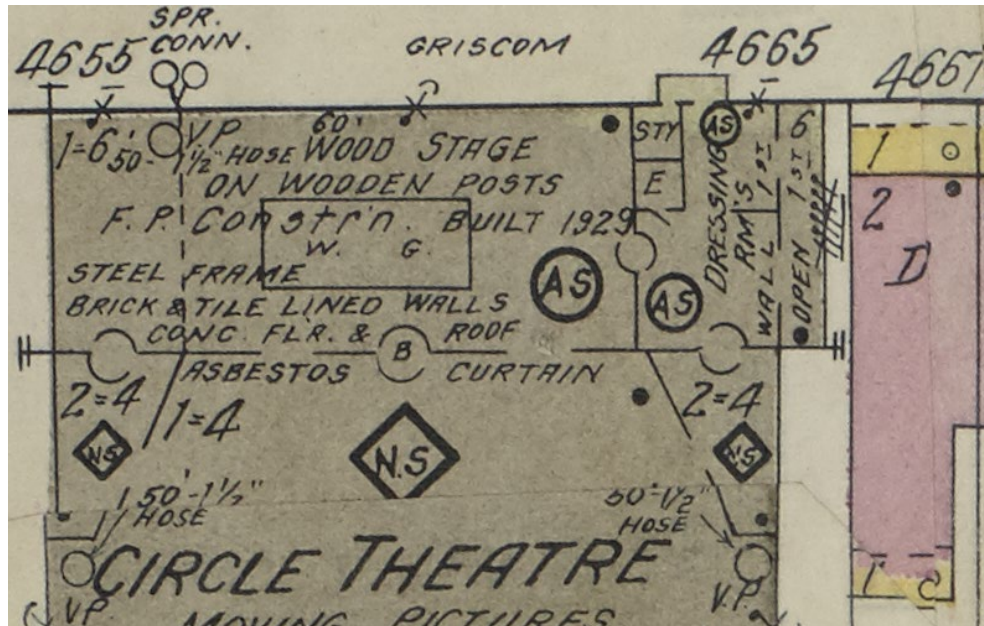 SPR.
CONN.
4655
GRISCOM
4665
4667
V.P.
60'
STY
AS
6
1
1=6'
50'-1½" HOSE
WOOD STAGE
ON WOODEN POSTS
E
DRESSING
RM'S
WALL 1ST
OPEN 1ST
2
F.P. Constr'n. BUILT 1929
W. G.
D
STEEL FRAME
AS
AS
BRICK & TILE LINED WALLS
CONC. FLR. & ROOF
B
ASBESTOS CURTAIN
2=4
1=4
2=4
N.S
N.S
N.S
50'-1½"
HOSE
50'-1½"
HOSE
CIRCLE THEATRE
1
V.P.
V.P.
MOVING PICTURES